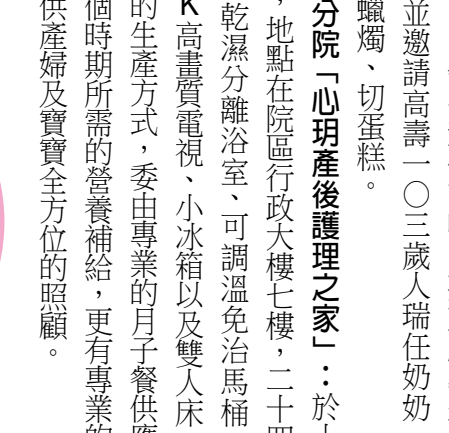 並邀請高壽一〇三歲人瑞任奶奶
蠟燭、切蛋糕。
分院「心玥產後護理之家」：於
，地點在院區行政大樓七樓，二十四
乾濕分離浴室、可調溫免治馬桶
K高畫質電視、小冰箱以及雙人床
的生產方式，委由專業的月子餐供應
個時期所需的營養補給，更有專業的
供產婦及寶寶全方位的照顧。